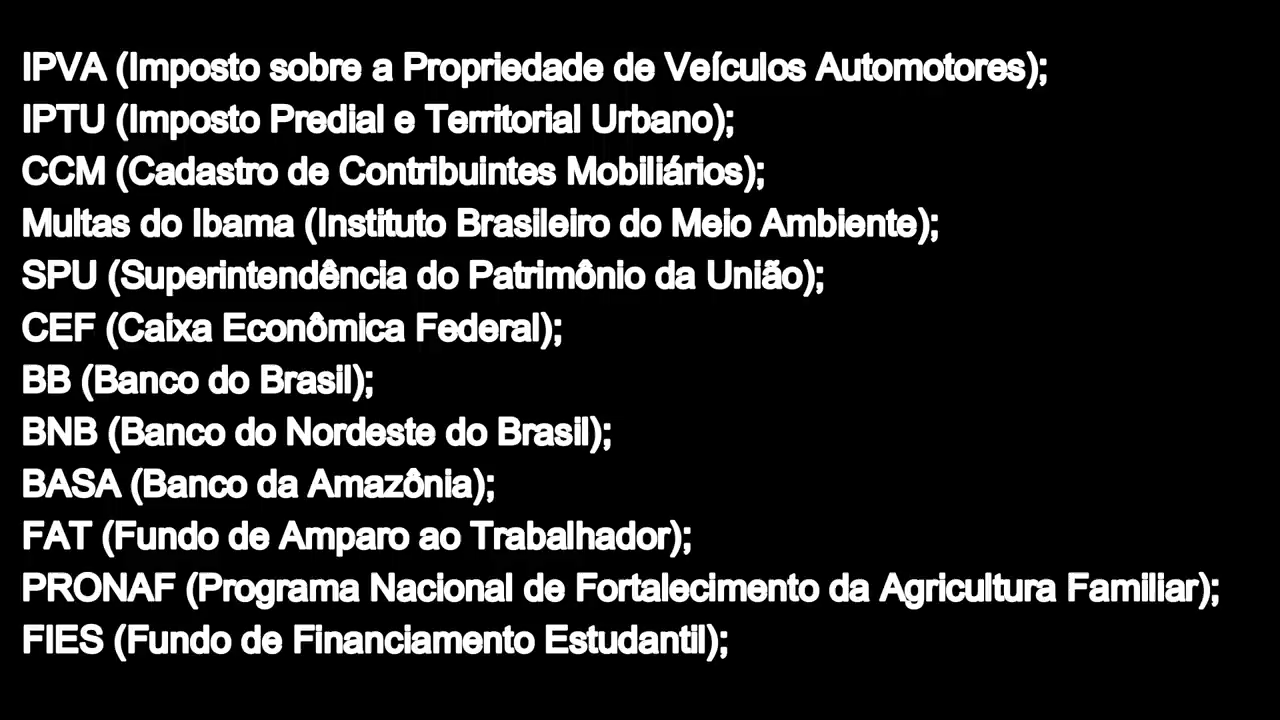 IPVA (Imposto sobre a Propriedade de Veículos Automotores);
IPTU (Imposto Predial e Territorial Urbano);
CCM (Cadastro de Contribuintes Mobiliários);
Multas do Ibama (Instituto Brasileiro do Meio Ambiente);
SPU (Superintendência do Patrimônio da União);
CEF (Caixa Econômica Federal);
BB (Banco do Brasil);
BNB (Banco do Nordeste do Brasil);
BASA (Banco da Amazônia);
FAT (Fundo de Amparo ao Trabalhador);
PRONAF (Programa Nacional de Fortalecimento da Agricultura Familiar);
FIES (Fundo de Financiamento Estudantil);